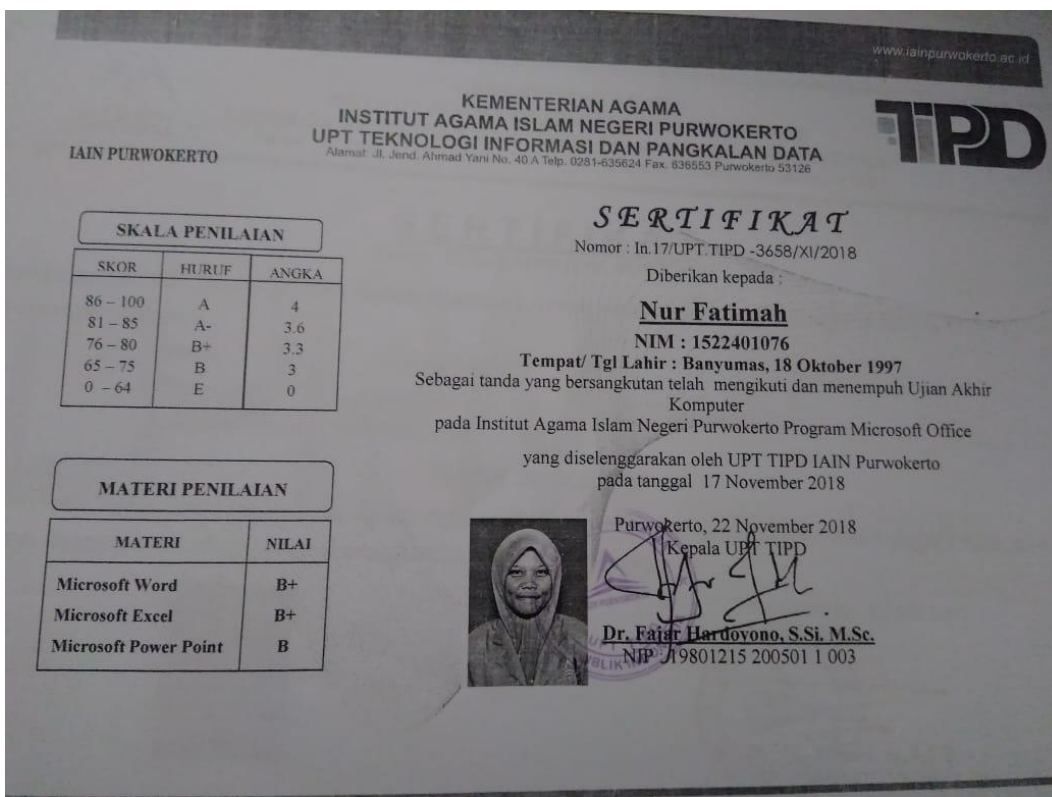 www.iainpurwokerto.ac.id
KEMENTERIAN AGAMA
INSTITUT AGAMA ISLAM NEGERI PURWOKERTO
UPT TEKNOLOGI INFORMASI DAN PANGKALAN DATA
Alamat: Jl. Jend. Ahmad Yani No. 40 A Telp. 0281-635624 Fax. 636553 Purwokerto 53126
IAIN PURWOKERTO
TIPD
SKALA PENILAIAN
SKOR HURUF ANGKA
86 – 100 A 4
81 – 85 A- 3.6
76 – 80 B+ 3.3
65 – 75 B 3
0 – 64 E 0
MATERI PENILAIAN
MATERI NILAI
Microsoft Word B+
Microsoft Excel B+
Microsoft Power Point B
SERTIFIKAT
Nomor : In.17/UPT.TIPD -3658/XI/2018
Diberikan kepada :
Nur Fatimah
NIM : 1522401076
Tempat/ Tgl Lahir : Banyumas, 18 Oktober 1997
Sebagai tanda yang bersangkutan telah mengikuti dan menempuh Ujian Akhir
Komputer
pada Institut Agama Islam Negeri Purwokerto Program Microsoft Office
yang diselenggarakan oleh UPT TIPD IAIN Purwokerto
pada tanggal 17 November 2018
Purwokerto, 22 November 2018
Kepala UPT TIPD
Dr. Fajar Hardoyono, S.Si. M.Sc.
NIP : 19801215 200501 1 003